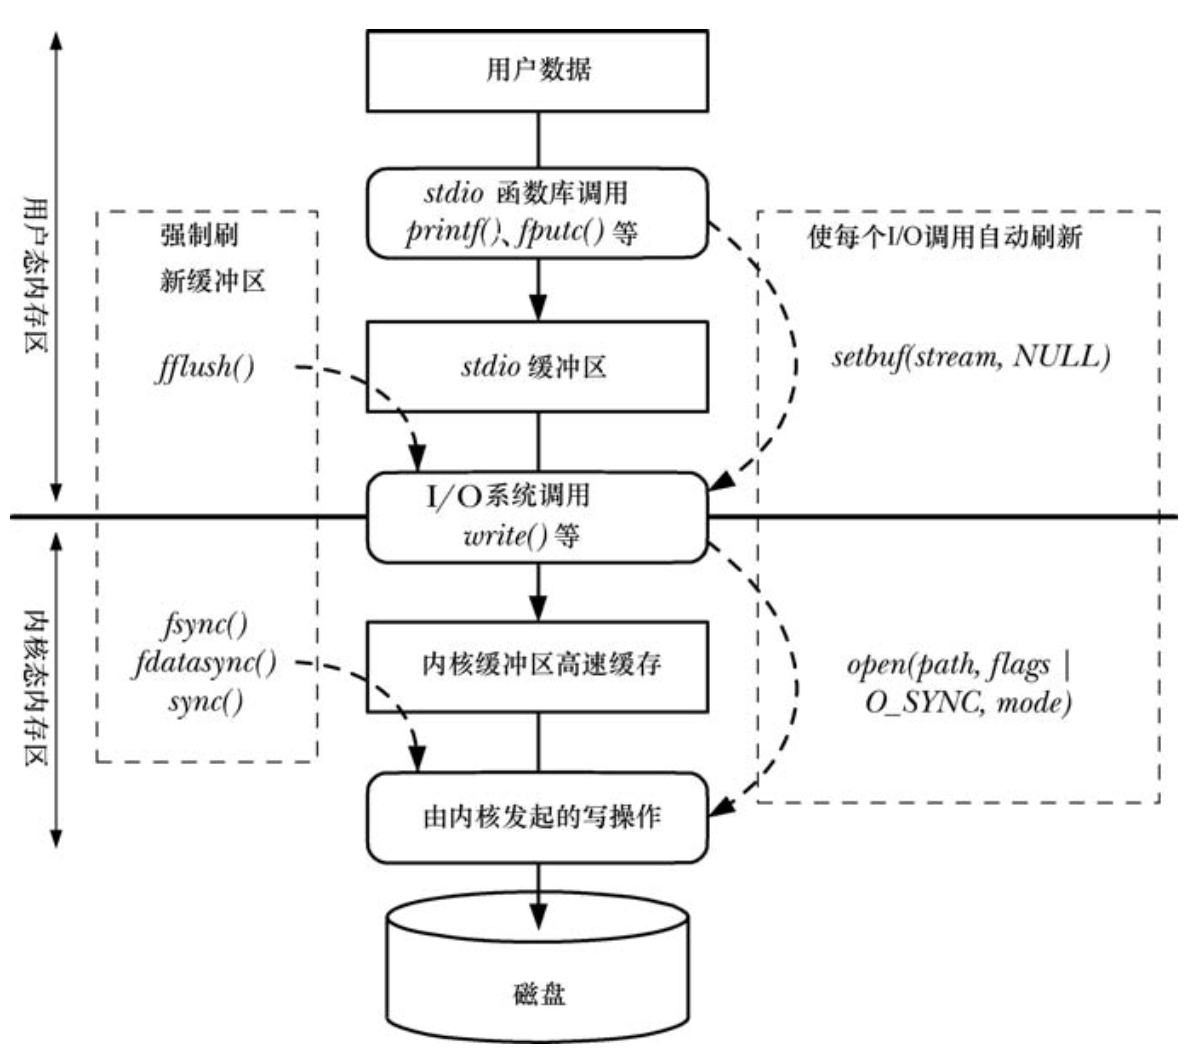 用户数据
stdio 函数库调用
printf()、fputc() 等
用户态内存区
强制刷
新缓冲区
使每个I/O调用自动刷新
fflush()
stdio 缓冲区
setbuf(stream, NULL)
I/O系统调用
write() 等
内核态内存区
fsync()
fdatasync()
sync()
内核缓冲区高速缓存
open(path, flags |
O_SYNC, mode)
由内核发起的写操作
磁盘